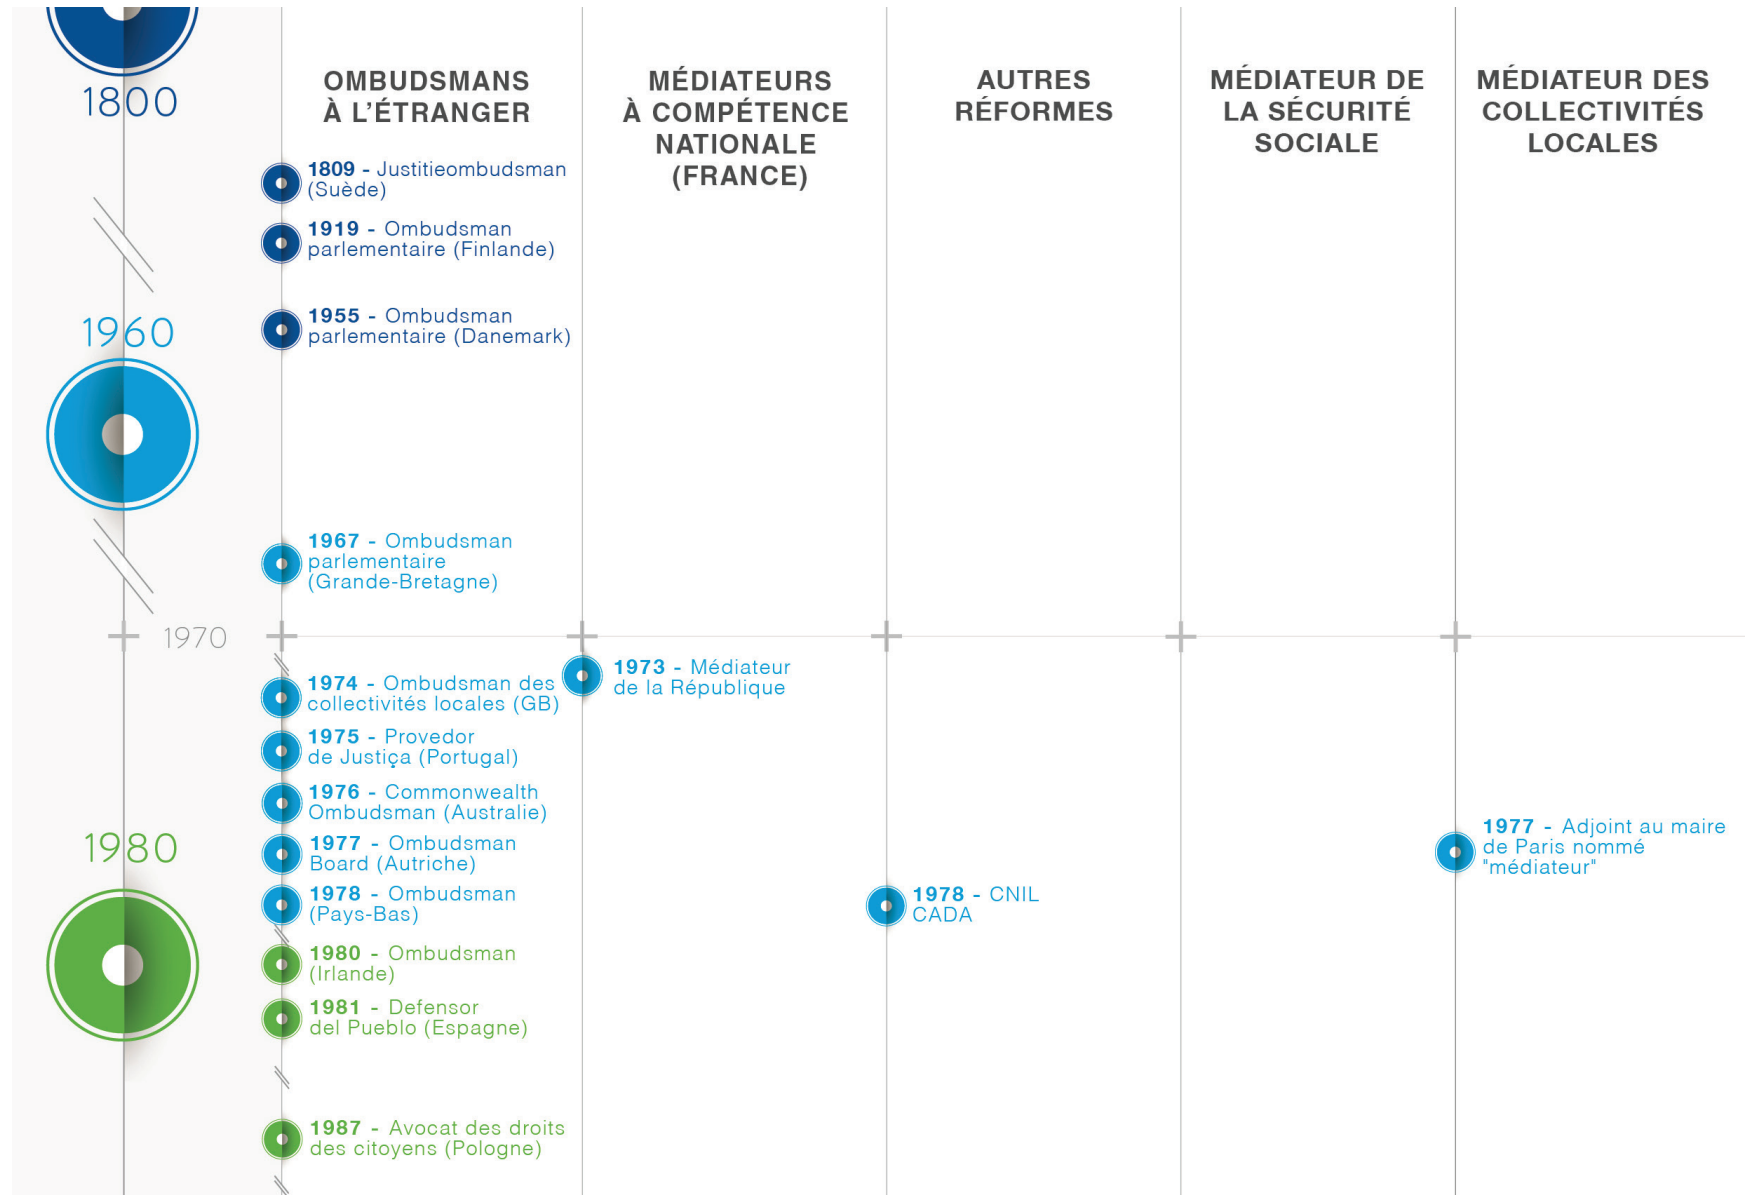 1800
OMBUDSMANS
À L’ÉTRANGER
MÉDIATEURS
À COMPÉTENCE
NATIONALE
(FRANCE)
AUTRES
RÉFORMES
MÉDIATEUR DE
LA SÉCURITÉ
SOCIALE
MÉDIATEUR DES
COLLECTIVITÉS
LOCALES
1809 - Justitieombudsman
(Suède)
1919 - Ombudsman
parlementaire (Finlande)
1960
1955 - Ombudsman
parlementaire (Danemark)
1967 - Ombudsman
parlementaire
(Grande-Bretagne)
1970
1973 - Médiateur
de la République
1974 - Ombudsman des
collectivités locales (GB)
1975 - Provedor
de Justiça (Portugal)
1976 - Commonwealth
Ombudsman (Australie)
1980
1977 - Ombudsman
Board (Autriche)
1977 - Adjoint au maire
de Paris nommé
"médiateur"
1978 - Ombudsman
(Pays-Bas)
1978 - CNIL
CADA
1980 - Ombudsman
(Irlande)
1981 - Defensor
del Pueblo (Espagne)
1987 - Avocat des droits
des citoyens (Pologne)